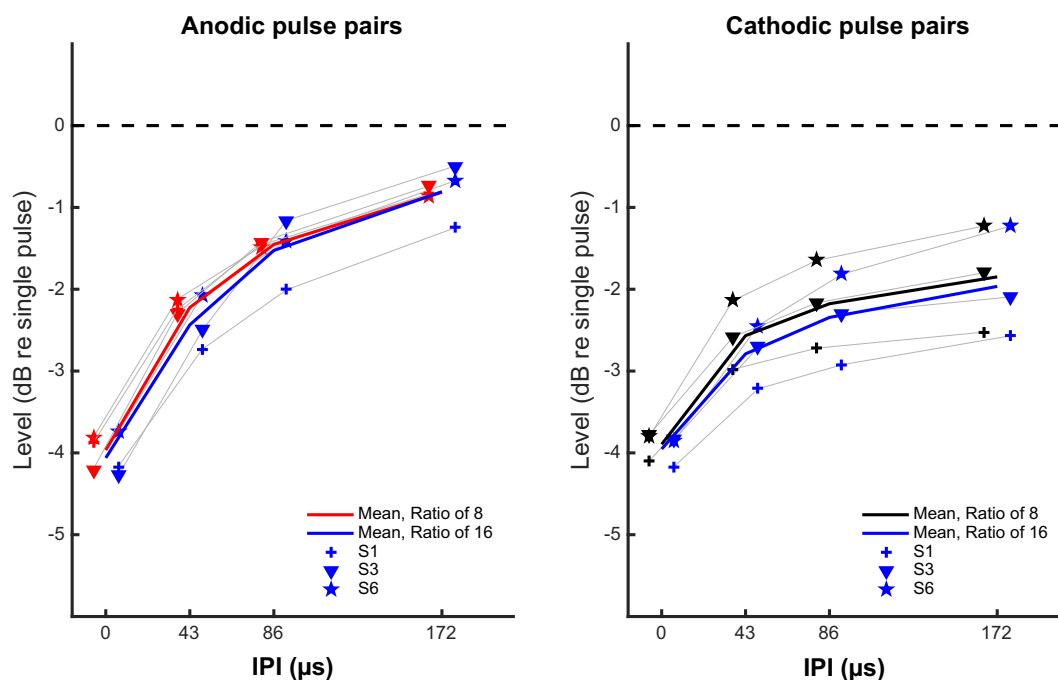 Anodic pulse pairs
Level (dB re single pulse)
0
-1
-2
-3
-4
-5
Mean, Ratio of 8
Mean, Ratio of 16
S1
S3
S6
0 43 86 172
IPI (µs)
Cathodic pulse pairs
Level (dB re single pulse)
0
-1
-2
-3
-4
-5
Mean, Ratio of 8
Mean, Ratio of 16
S1
S3
S6
0 43 86 172
IPI (µs)